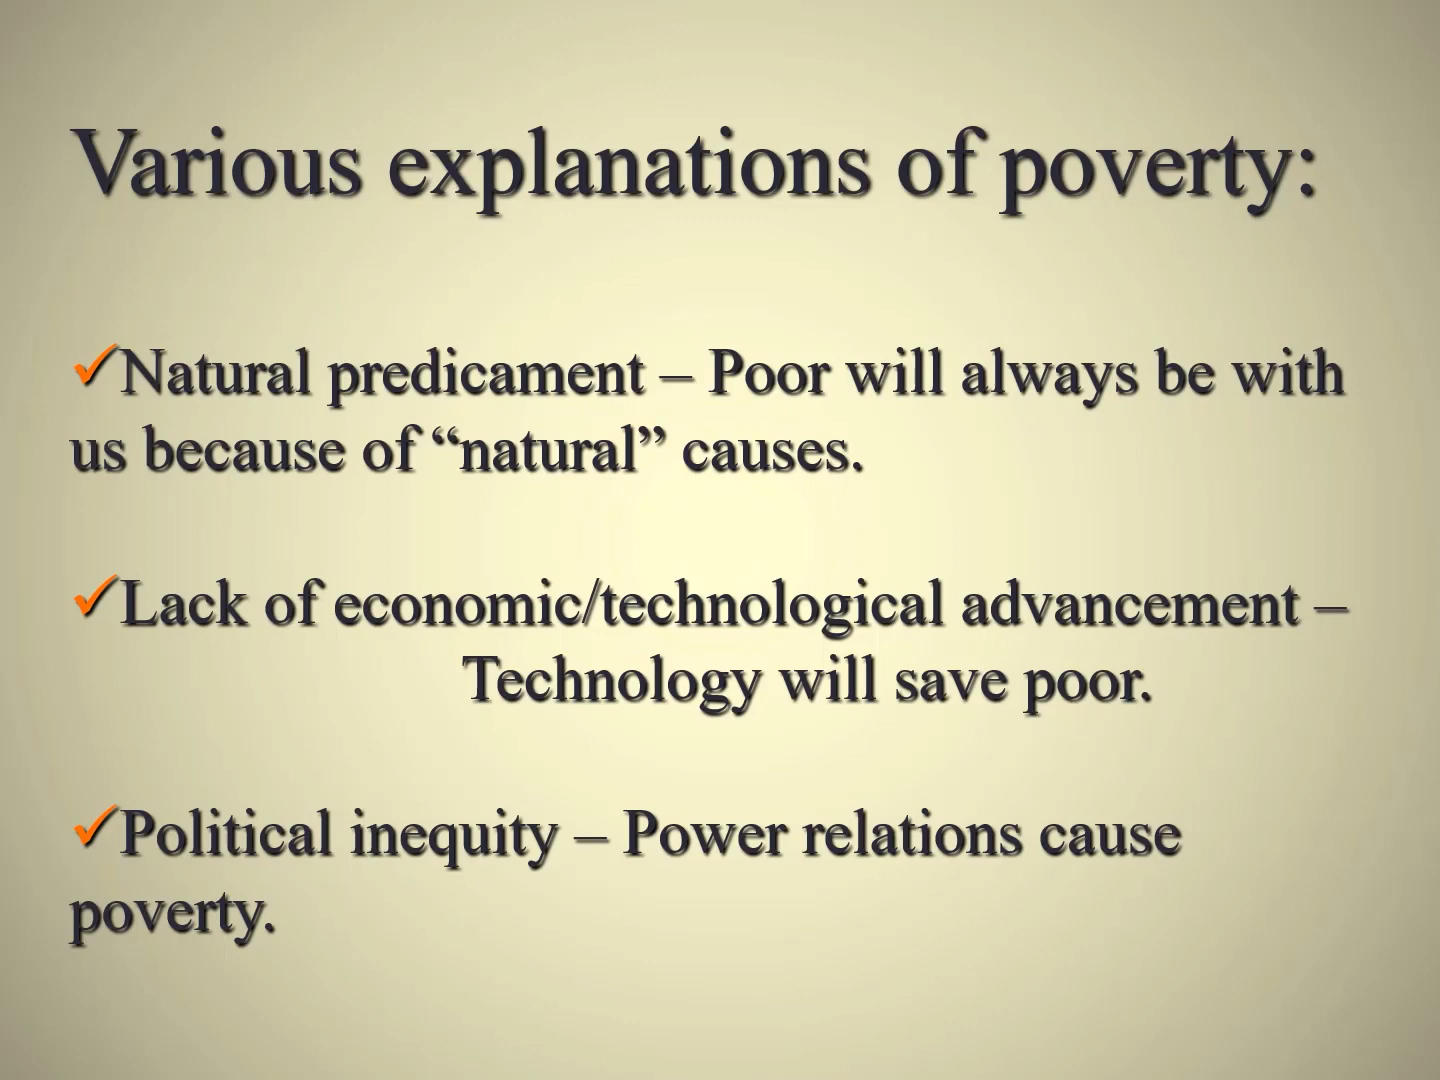 Various explanations of poverty:
✓Natural predicament – Poor will always be with
us because of “natural” causes.
✓Lack of economic/technological advancement –
Technology will save poor.
✓Political inequity – Power relations cause
poverty.